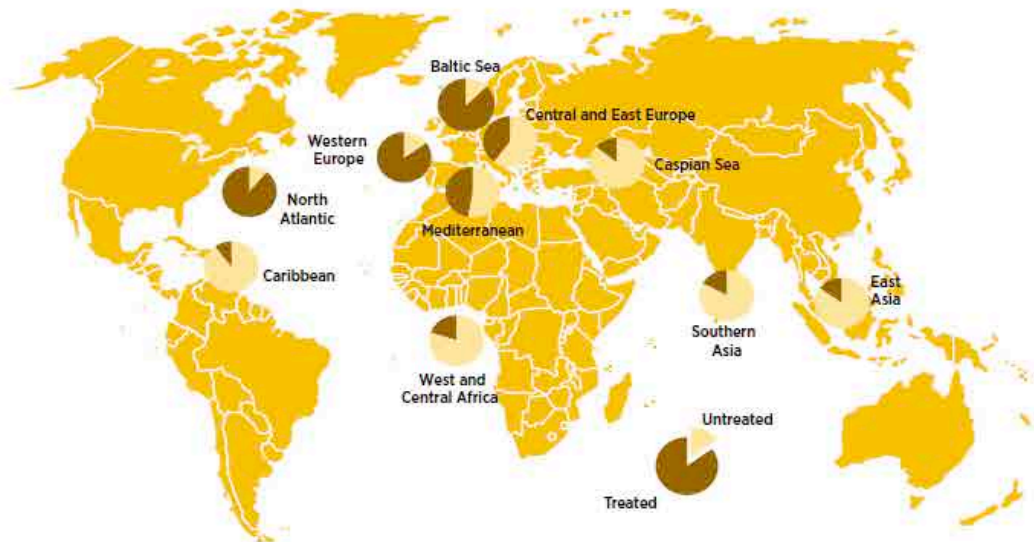 Baltic Sea
Central and East Europe
Western
Europe
Caspian Sea
North
Atlantic
Mediterranean
Caribbean
East
Asia
Southern
Asia
West and
Central Africa
Untreated
Treated